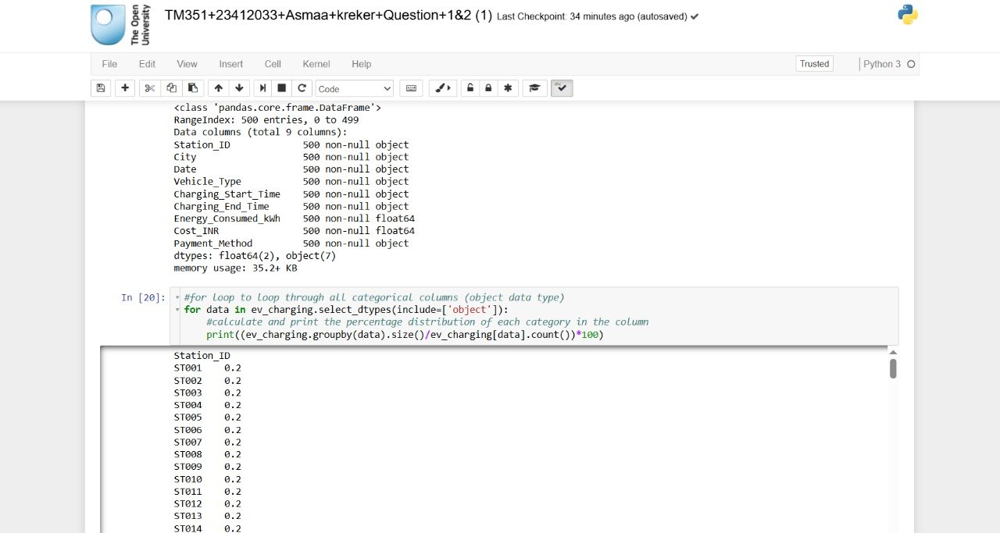 The Open
University
TM351+23412033+Asmaa+kreker+Question+1&2 (1) Last Checkpoint: 34 minutes ago (autosaved)
File Edit View Insert Cell Kernel Help Trusted Python 3
Code
<class 'pandas.core.frame.DataFrame'>
RangeIndex: 500 entries, 0 to 499
Data columns (total 9 columns):
Station_ID 500 non-null object
City 500 non-null object
Date 500 non-null object
Vehicle_Type 500 non-null object
Charging_Start_Time 500 non-null object
Charging_End_Time 500 non-null object
Energy_Consumed_kWh 500 non-null float64
Cost_INR 500 non-null float64
Payment_Method 500 non-null object
dtypes: float64(2), object(7)
memory usage: 35.2+ KB
In [20]: #for loop to loop through all categorical columns (object data type)
for data in ev_charging.select_dtypes(include=['object']):
#calculate and print the percentage distribution of each category in the column
print((ev_charging.groupby(data).size()/ev_charging[data].count())*100)
Station_ID
ST001 0.2
ST002 0.2
ST003 0.2
ST004 0.2
ST005 0.2
ST006 0.2
ST007 0.2
ST008 0.2
ST009 0.2
ST010 0.2
ST011 0.2
ST012 0.2
ST013 0.2
ST014 0.2